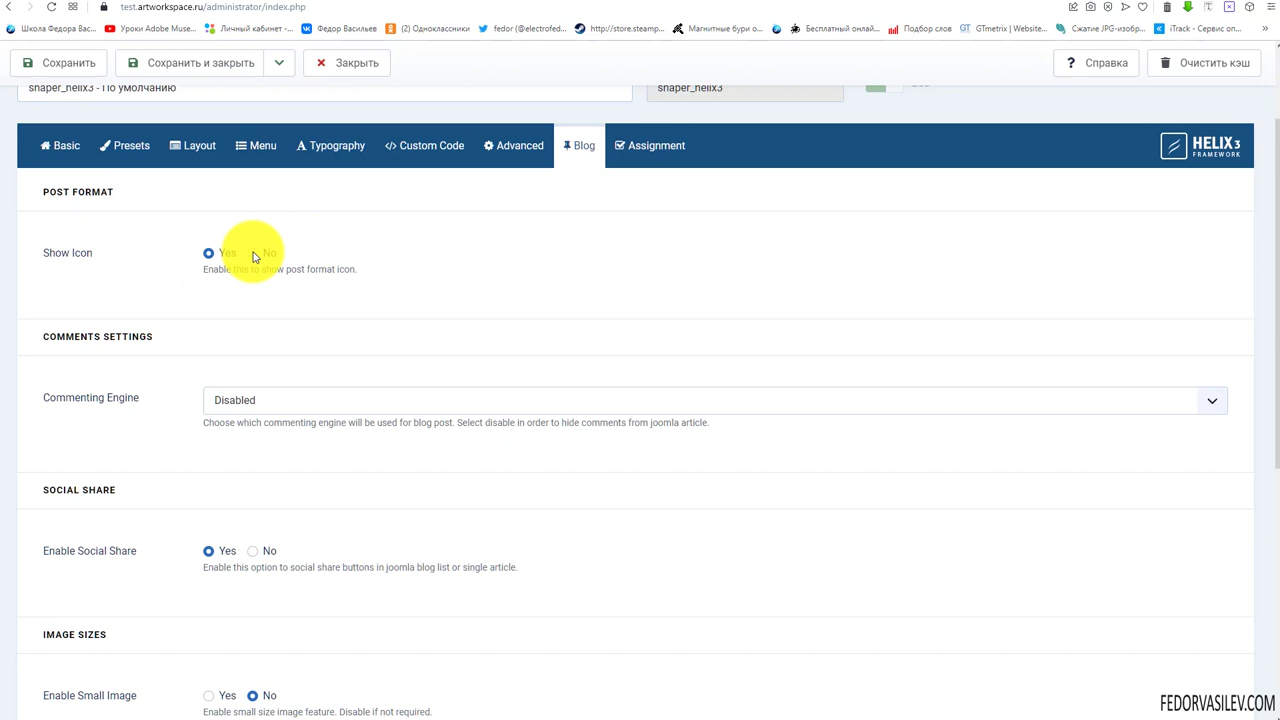 test.artworkspace.ru/administrator/index.php
Школа Федора Вас... Уроки Adobe Muse... Личный кабинет -... Федор Васильев (2) Одноклассники fedor (@electrofed... http://store.steamp... Магнитные бури о... Бесплатный онлай... Подбор слов GTmetrix | Website... Сжатие JPG-изобр... iTrack - Сервис оп...
Сохранить Сохранить и закрыть Закрыть ? Справка Очистить кэш
shaper_helix3 - По умолчанию shaper_helix3
Basic Presets Layout Menu Typography Custom Code Advanced Blog Assignment HELIX3
FRAMEWORK
POST FORMAT
Show Icon Yes No
Enable this to show post format icon.
COMMENTS SETTINGS
Commenting Engine Disabled
Choose which commenting engine will be used for blog post. Select disable in order to hide comments from joomla article.
SOCIAL SHARE
Enable Social Share Yes No
Enable this option to social share buttons in joomla blog list or single article.
IMAGE SIZES
Enable Small Image Yes No
Enable small size image feature. Disable if not required.
FEDORVASILEV.COM